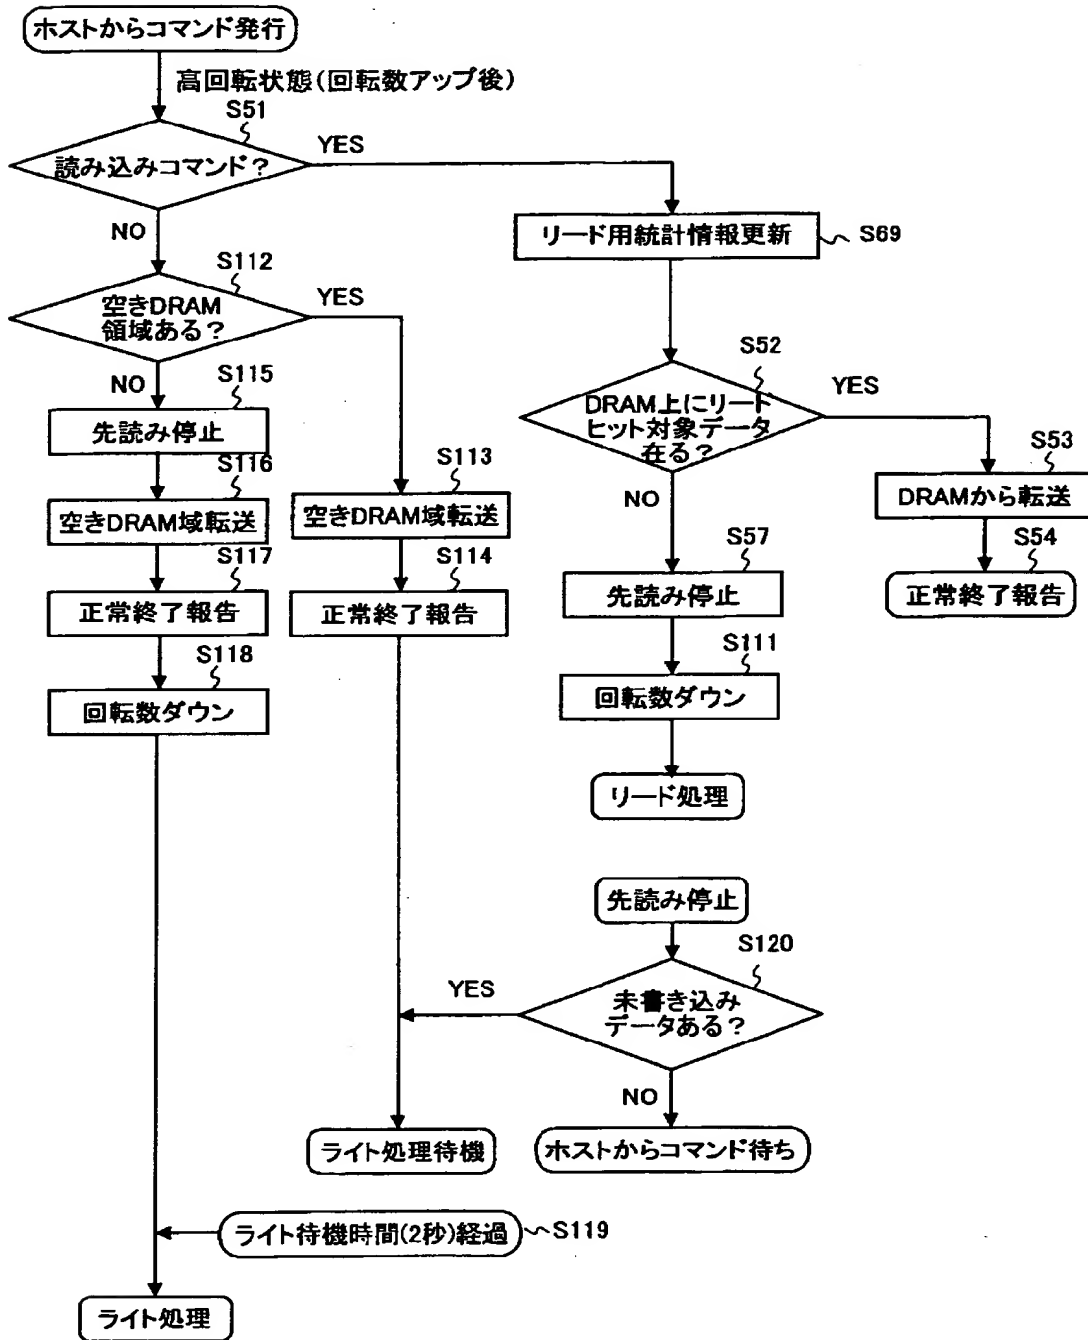 ホストからコマンド発行
高回転状態(回転数アップ後)
S51
読み込みコマンド?
YES
NO
リード用統計情報更新
S69
S112
空きDRAM
領域ある?
YES
NO
S52
DRAM上にリード
ヒット対象データ
在る?
YES
NO
S115
先読み停止
S116
空きDRAM域転送
S117
正常終了報告
S118
回転数ダウン
S113
空きDRAM域転送
S114
正常終了報告
S53
DRAMから転送
S54
正常終了報告
S57
先読み停止
S111
回転数ダウン
リード処理
先読み停止
S120
未書き込み
データある?
YES
NO
ライト処理待機
ホストからコマンド待ち
ライト待機時間(2秒)経過
S119
ライト処理